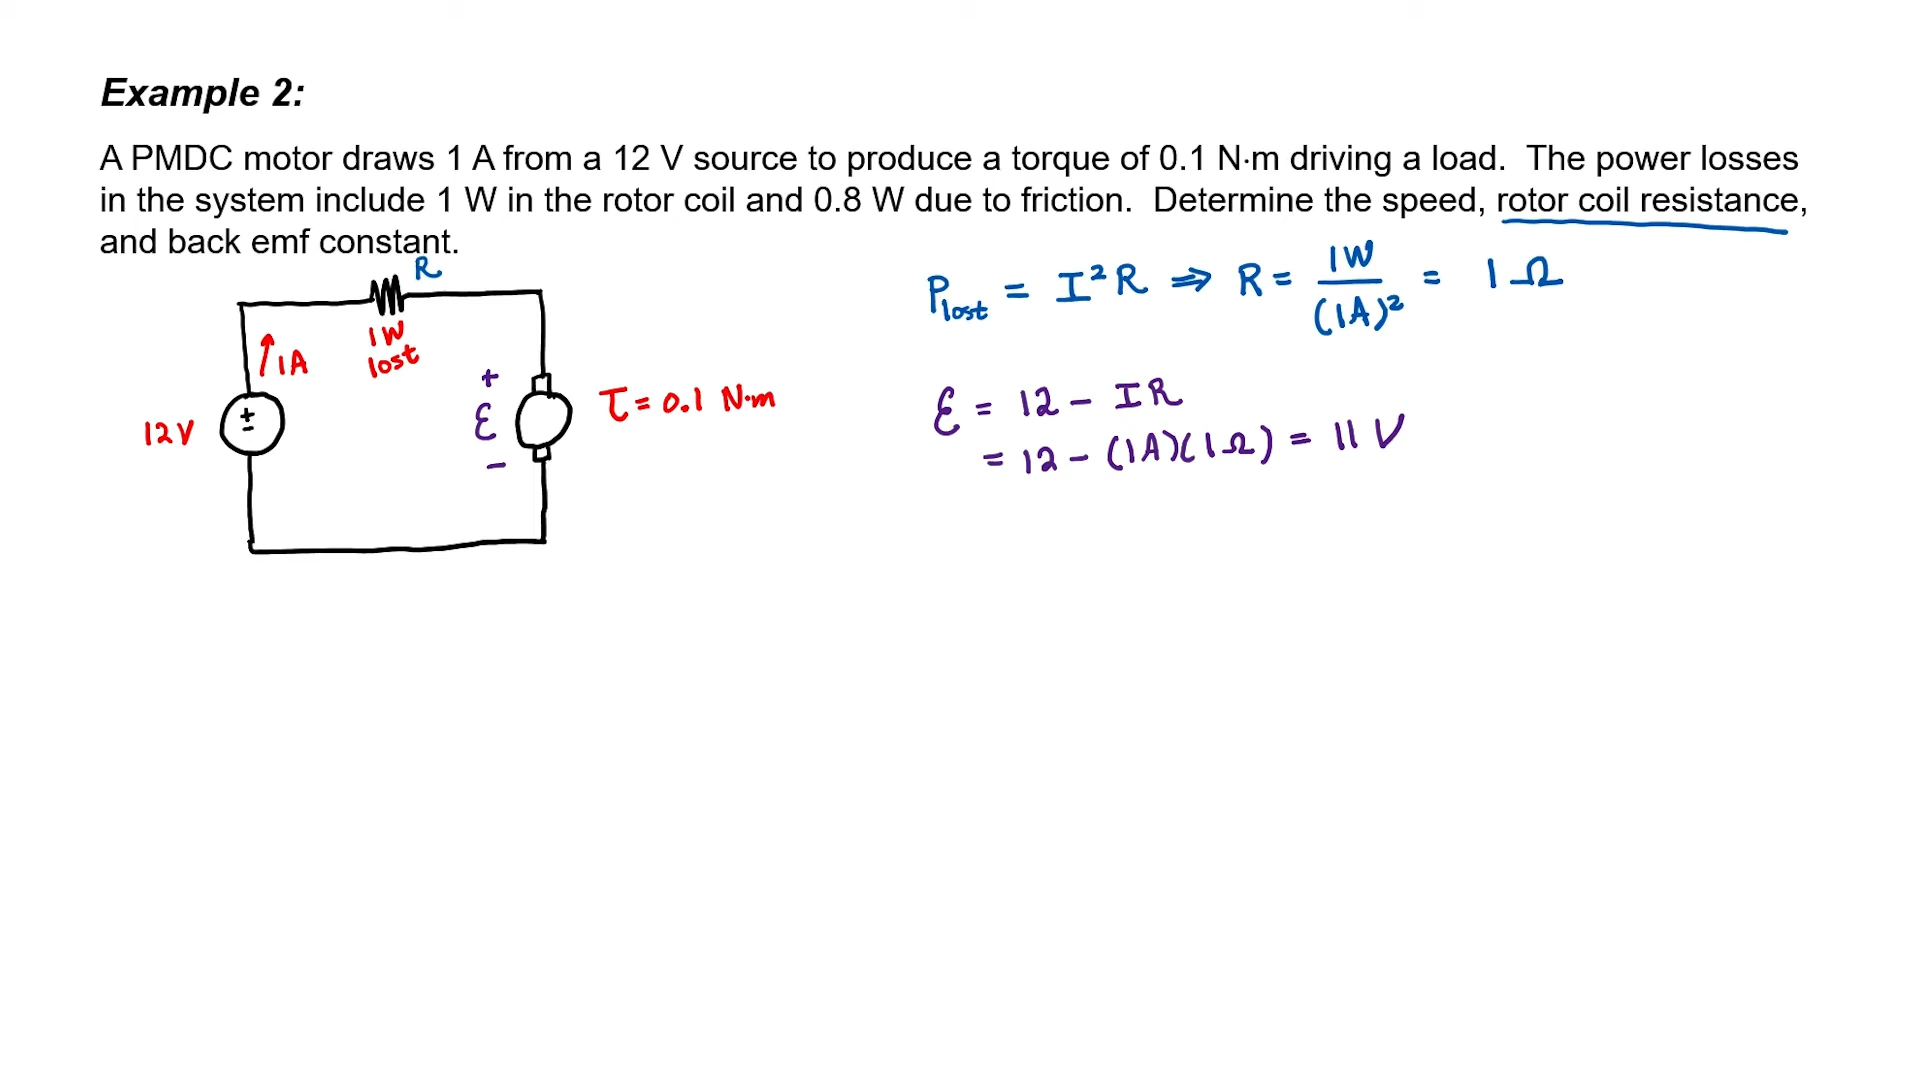 Example 2:
A PMDC motor draws 1 A from a 12 V source to produce a torque of 0.1 N·m driving a load. The power losses
in the system include 1 W in the rotor coil and 0.8 W due to friction. Determine the speed, rotor coil resistance,
and back emf constant.
R
P_lost = I²R ⇒ R = 1W/(1A)² = 1 Ω
1W
lost
↑1A
+
ℰ
-
τ = 0.1 N·m
12V
+
-
ℰ = 12 - IR
= 12 - (1A)(1Ω) = 11 V